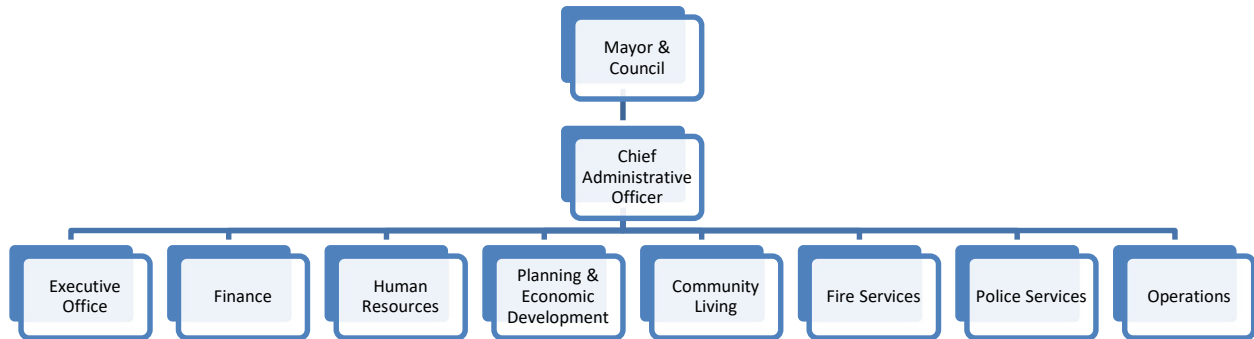 Mayor &
Council
Chief
Administrative
Officer
Executive
Office
Finance
Human
Resources
Planning &
Economic
Development
Community
Living
Fire Services
Police Services
Operations